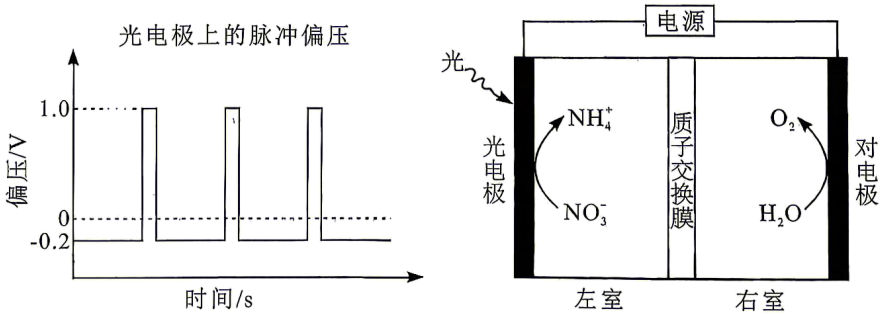 光电极上的脉冲偏压
偏压/V
1.0
0
-0.2
时间/s
电源
光
光电极
NH₄⁺
NO₃⁻
质子交换膜
O₂
H₂O
对电极
左室
右室